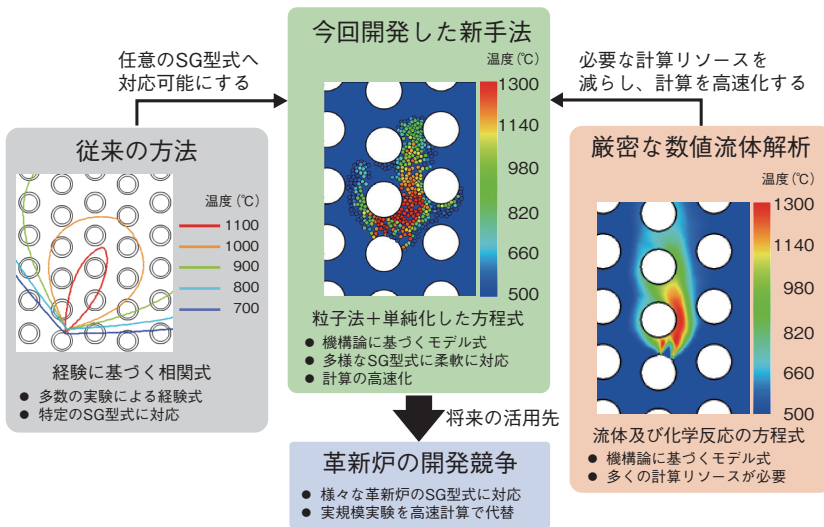 今回開発した新手法
温度(℃)
1300
1140
980
820
660
500
粒子法+単純化した方程式
● 機構論に基づくモデル式
● 多様なSG型式に柔軟に対応
● 計算の高速化
任意のSG型式へ
対応可能にする
必要な計算リソースを
減らし、計算を高速化する
従来の方法
温度(℃)
1100
1000
900
800
700
経験に基づく相関式
● 多数の実験による経験式
● 特定のSG型式に対応
厳密な数値流体解析
温度(℃)
1300
1140
980
820
660
500
流体及び化学反応の方程式
● 機構論に基づくモデル式
● 多くの計算リソースが必要
将来の活用先
革新炉の開発競争
● 様々な革新炉のSG型式に対応
● 実規模実験を高速計算で代替